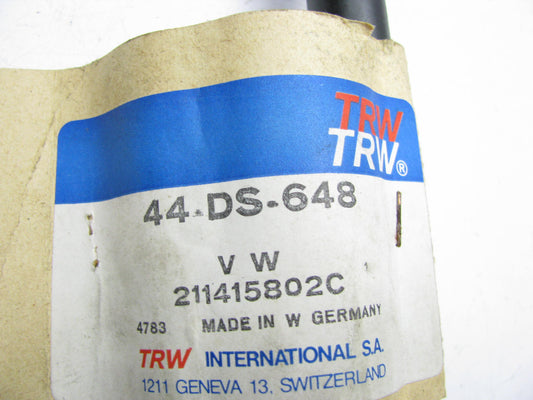 TRW
TRW®
44-DS-648
V W
211415802C
4783 MADE IN W GERMANY
TRW INTERNATIONAL S.A.
1211 GENEVA 13, SWITZERLAND